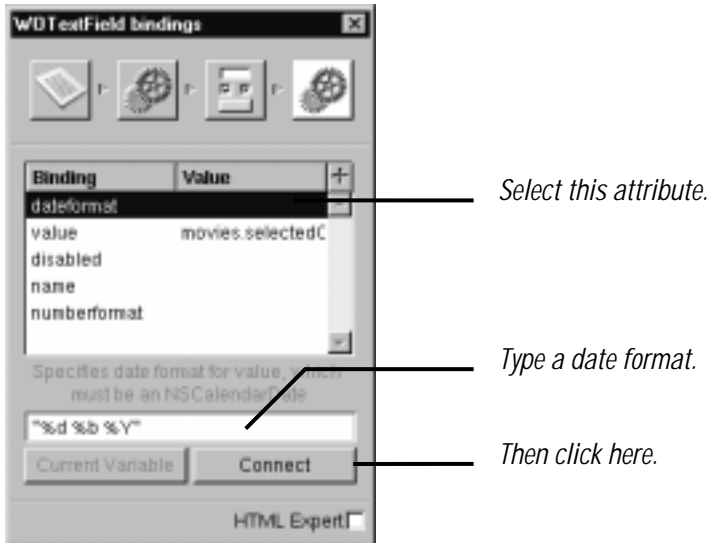 WOTextField bindings
Binding Value
dateformat
Select this attribute.
value movies.selectedO
disabled
name
numberformat
Specifies date format for value, which
must be an NSCalendarDate
Type a date format.
"%d %b %Y"
Current Variable Connect
Then click here.
HTML Expert